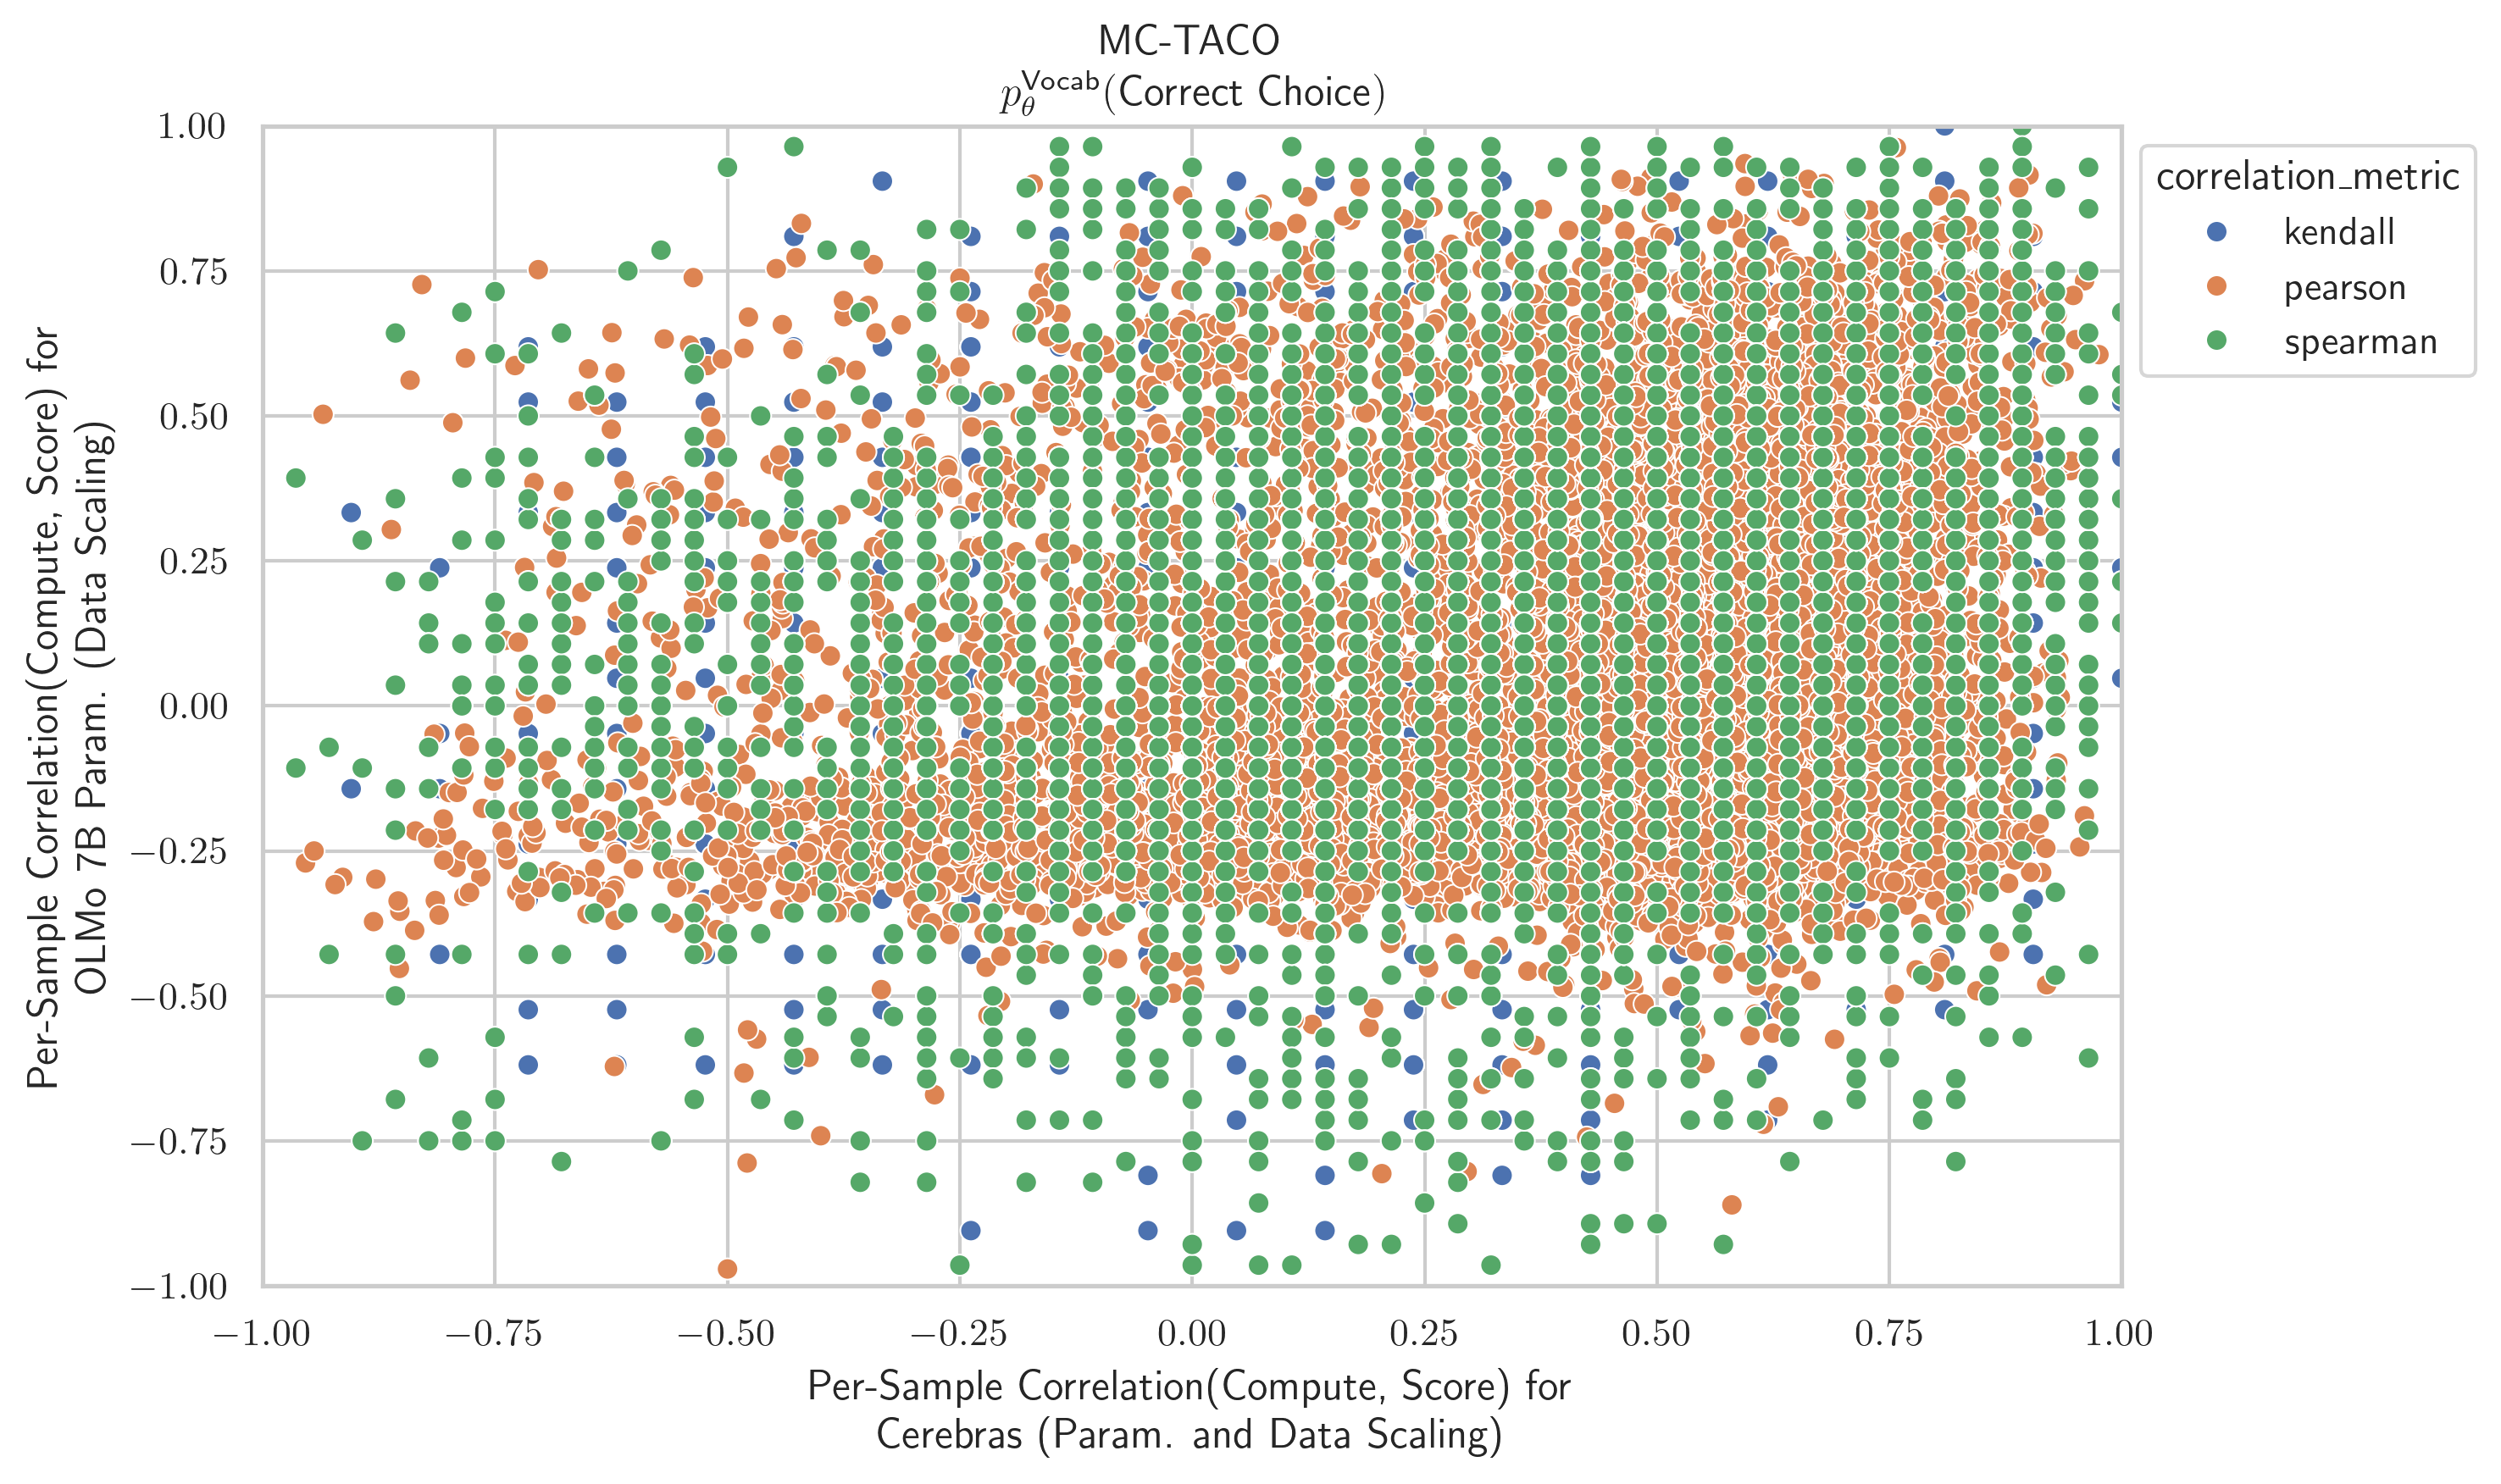 MC-TACO
p_θ^Vocab(Correct Choice)
1.00
0.75
0.50
0.25
0.00
−0.25
−0.50
−0.75
−1.00
Per-Sample Correlation(Compute, Score) for
OLMo 7B Param. (Data Scaling)
−1.00 −0.75 −0.50 −0.25 0.00 0.25 0.50 0.75 1.00
Per-Sample Correlation(Compute, Score) for
Cerebras (Param. and Data Scaling)
correlation_metric
kendall
pearson
spearman